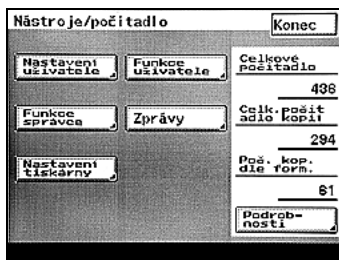 Nástroje/počitadlo
Konec
Nastavení
uživatele
Funkce
uživatele
Celkové
počitadlo
438
Funkce
správce
Zprávy
Celk.počit
adlo kopií
294
Nastavení
tiskárny
Poč. kop.
dle form.
61
Podrob-
nosti